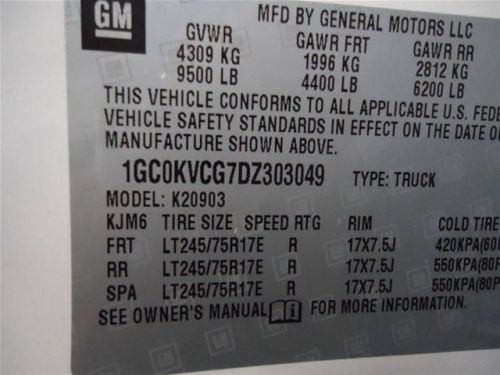 GM
MFD BY GENERAL MOTORS LLC
GVWR GAWR FRT GAWR RR
4309 KG 1996 KG 2812 KG
9500 LB 4400 LB 6200 LB
THIS VEHICLE CONFORMS TO ALL APPLICABLE U.S. FEDE
VEHICLE SAFETY STANDARDS IN EFFECT ON THE DATE O
MANUFACTURE SHOWN ABOVE.
1GC0KVCG7DZ303049 TYPE: TRUCK
MODEL: K20903
KJM6 TIRE SIZE SPEED RTG RIM COLD TIRE
FRT LT245/75R17E R 17X7.5J 420KPA(60
RR LT245/75R17E R 17X7.5J 550KPA(80P
SPA LT245/75R17E R 17X7.5J 550KPA(80P
SEE OWNER'S MANUAL FOR MORE INFORMATION.